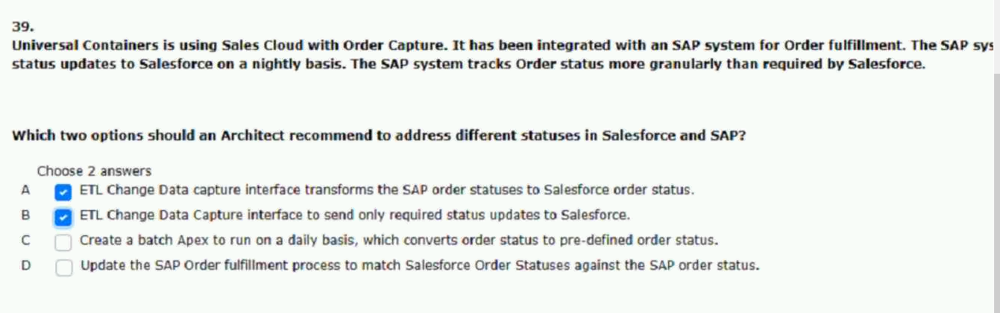 39.
Universal Containers is using Sales Cloud with Order Capture. It has been integrated with an SAP system for Order fulfillment. The SAP sys
status updates to Salesforce on a nightly basis. The SAP system tracks Order status more granularly than required by Salesforce.
Which two options should an Architect recommend to address different statuses in Salesforce and SAP?
Choose 2 answers
A ETL Change Data capture interface transforms the SAP order statuses to Salesforce order status.
B ETL Change Data Capture interface to send only required status updates to Salesforce.
C Create a batch Apex to run on a daily basis, which converts order status to pre-defined order status.
D Update the SAP Order fulfillment process to match Salesforce Order Statuses against the SAP order status.